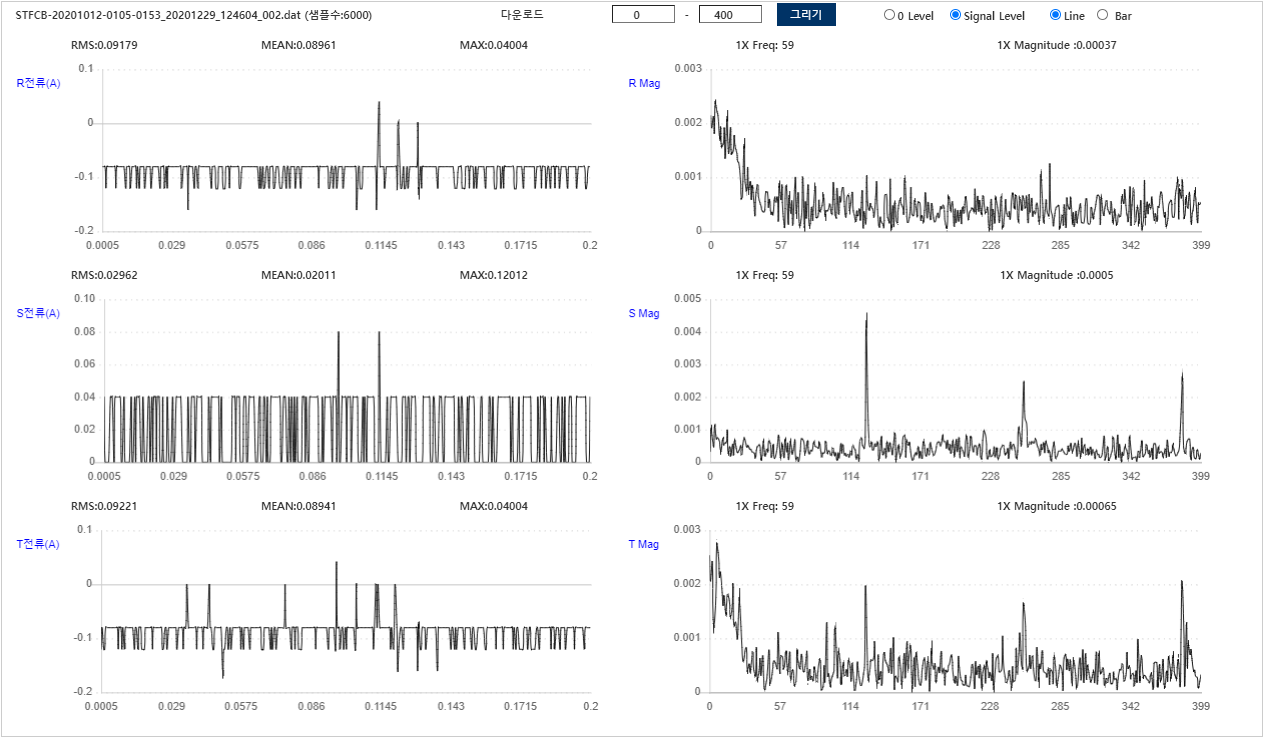 STFCB-20201012-0105-0153_20201229_124604_002.dat (샘플수:6000) 다운로드 0 - 400 그리기 0 Level Signal Level Line Bar
RMS:0.09179 MEAN:0.08961 MAX:0.04004 1X Freq: 59 1X Magnitude :0.00037
R전류(A) R Mag
0.1
0
-0.1
-0.2
0.0005 0.029 0.0575 0.086 0.1145 0.143 0.1715 0.2
0.003
0.002
0.001
0
0 57 114 171 228 285 342 399
RMS:0.02962 MEAN:0.02011 MAX:0.12012 1X Freq: 59 1X Magnitude :0.0005
S전류(A) S Mag
0.10
0.08
0.06
0.04
0.02
0
0.0005 0.029 0.0575 0.086 0.1145 0.143 0.1715 0.2
0.005
0.004
0.003
0.002
0.001
0
0 57 114 171 228 285 342 399
RMS:0.09221 MEAN:0.08941 MAX:0.04004 1X Freq: 59 1X Magnitude :0.00065
T전류(A) T Mag
0.1
0
-0.1
-0.2
0.0005 0.029 0.0575 0.086 0.1145 0.143 0.1715 0.2
0.003
0.002
0.001
0
0 57 114 171 228 285 342 399